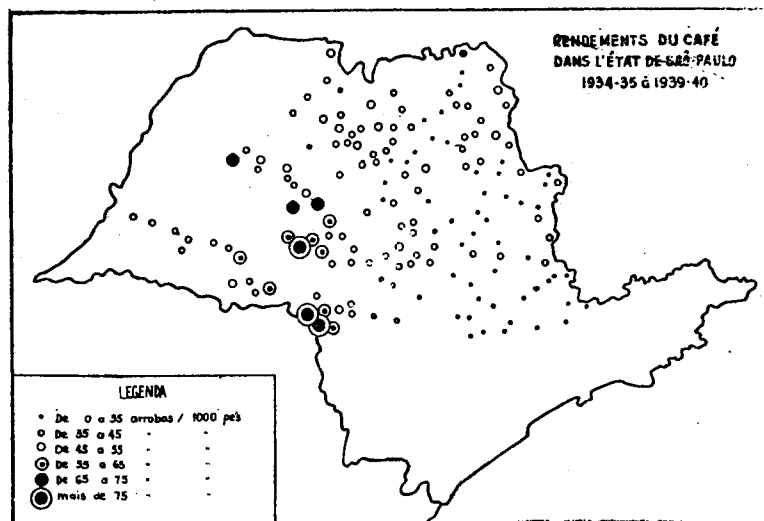 RENDEMENTS DU CAFÉ
DANS L'ÉTAT DE SÃO-PAULO
1934-35 à 1939-40
LEGENDA
De 0 a 35 arrobas / 1000 pés
De 35 a 45 " "
De 45 a 55 " "
De 55 a 65 " "
De 65 a 75 " "
mais de 75 " "